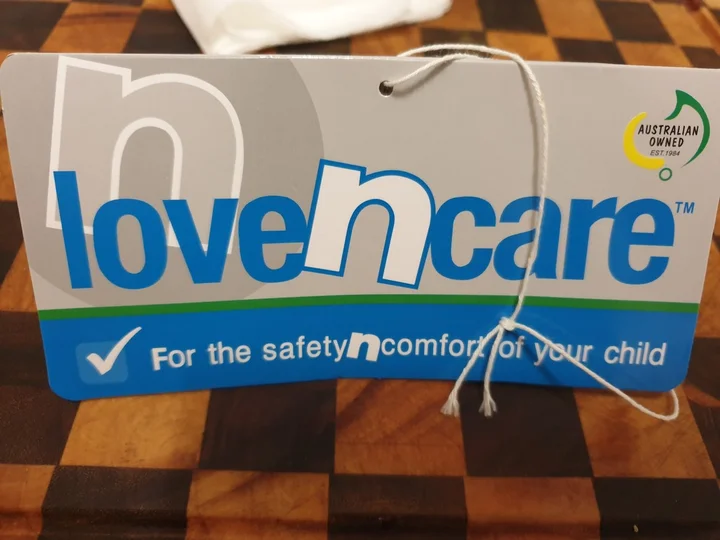 n
AUSTRALIAN
OWNED
EST.1984
lovencare™
For the safetyncomfort of your child